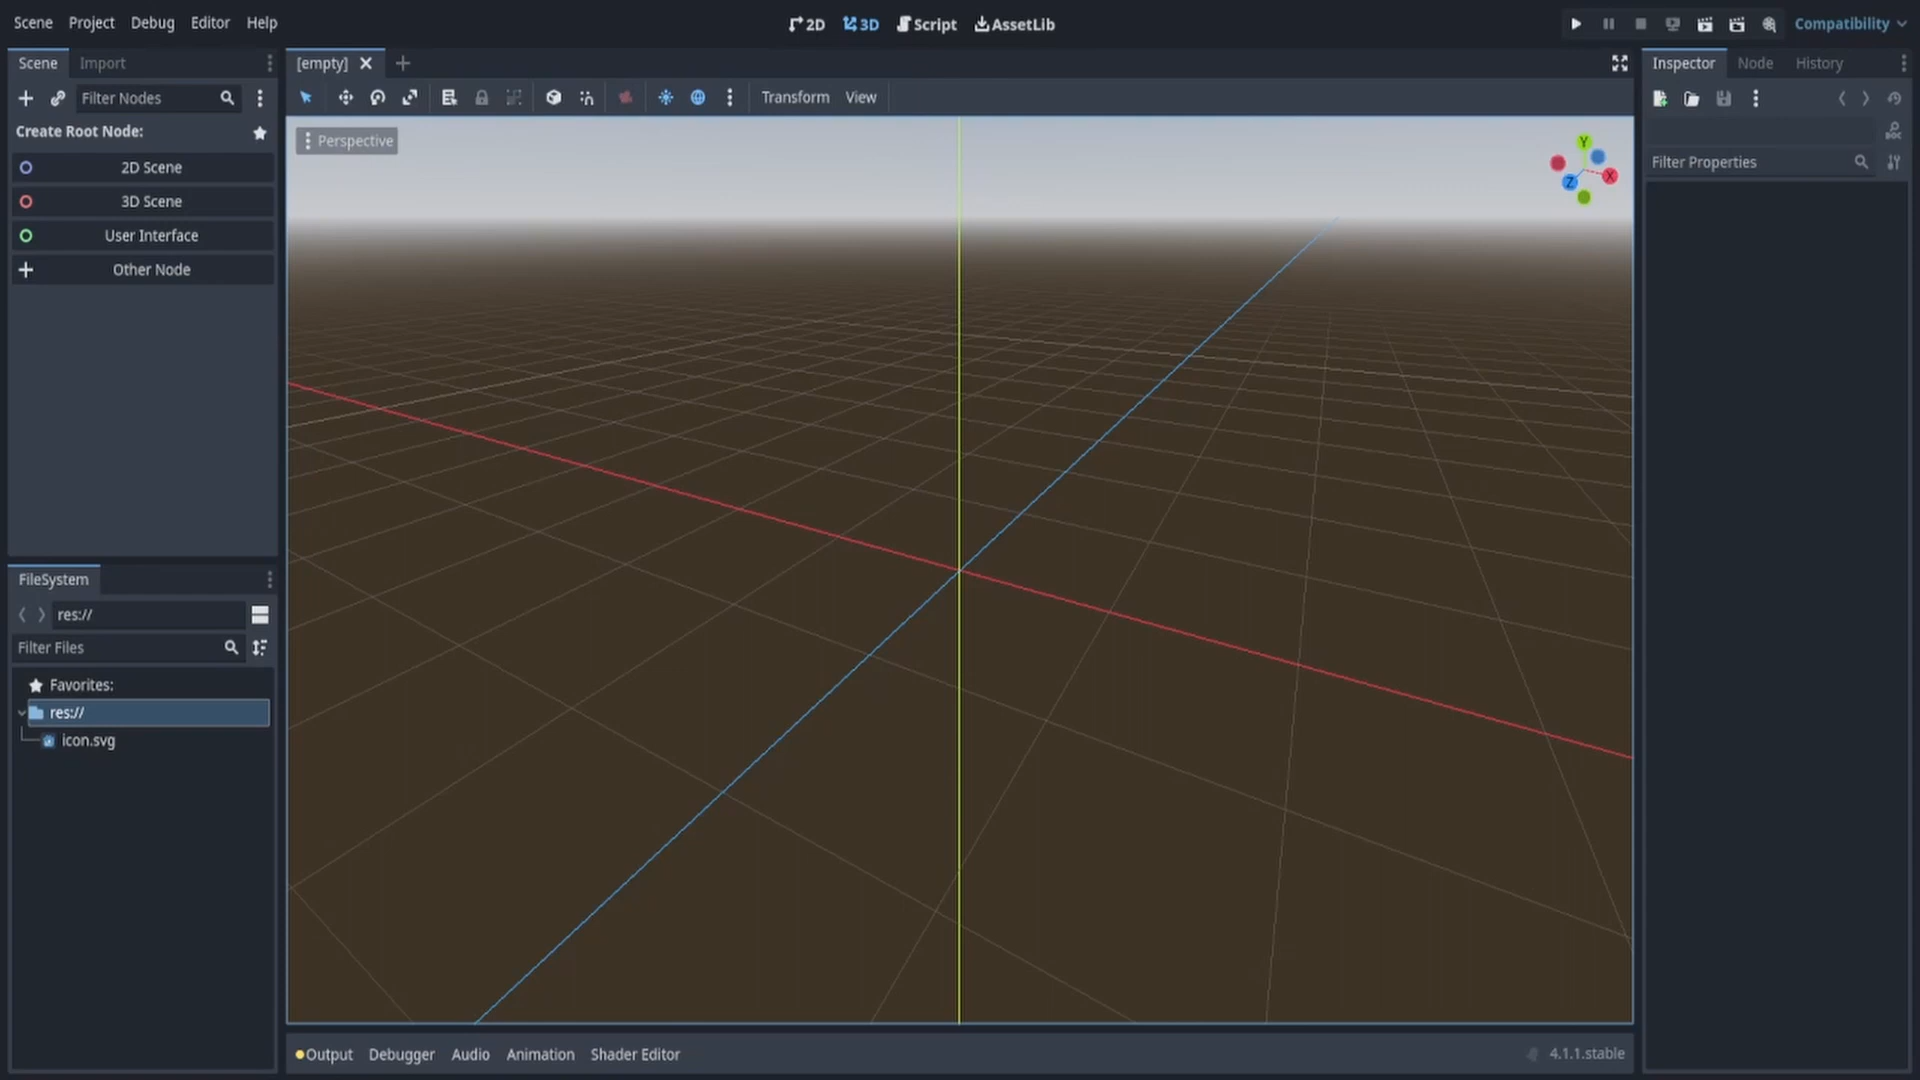 Scene Project Debug Editor Help
2D 3D Script AssetLib
Compatibility
Scene Import
Filter Nodes
Create Root Node:
2D Scene
3D Scene
User Interface
Other Node
FileSystem
res://
Filter Files
Favorites:
res://
icon.svg
[empty]
Transform View
Perspective
Y
X
Z
Output Debugger Audio Animation Shader Editor
4.1.1.stable
Inspector Node History
DOC
Filter Properties